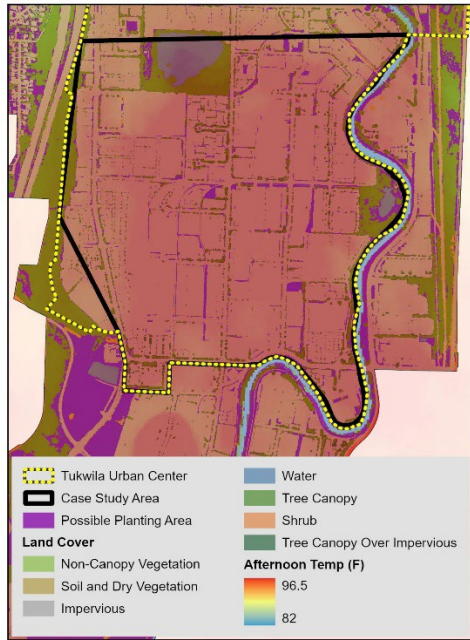 Tukwila Urban Center
Case Study Area
Possible Planting Area
Land Cover
Non-Canopy Vegetation
Soil and Dry Vegetation
Impervious
Water
Tree Canopy
Shrub
Tree Canopy Over Impervious
Afternoon Temp (F)
96.5
82